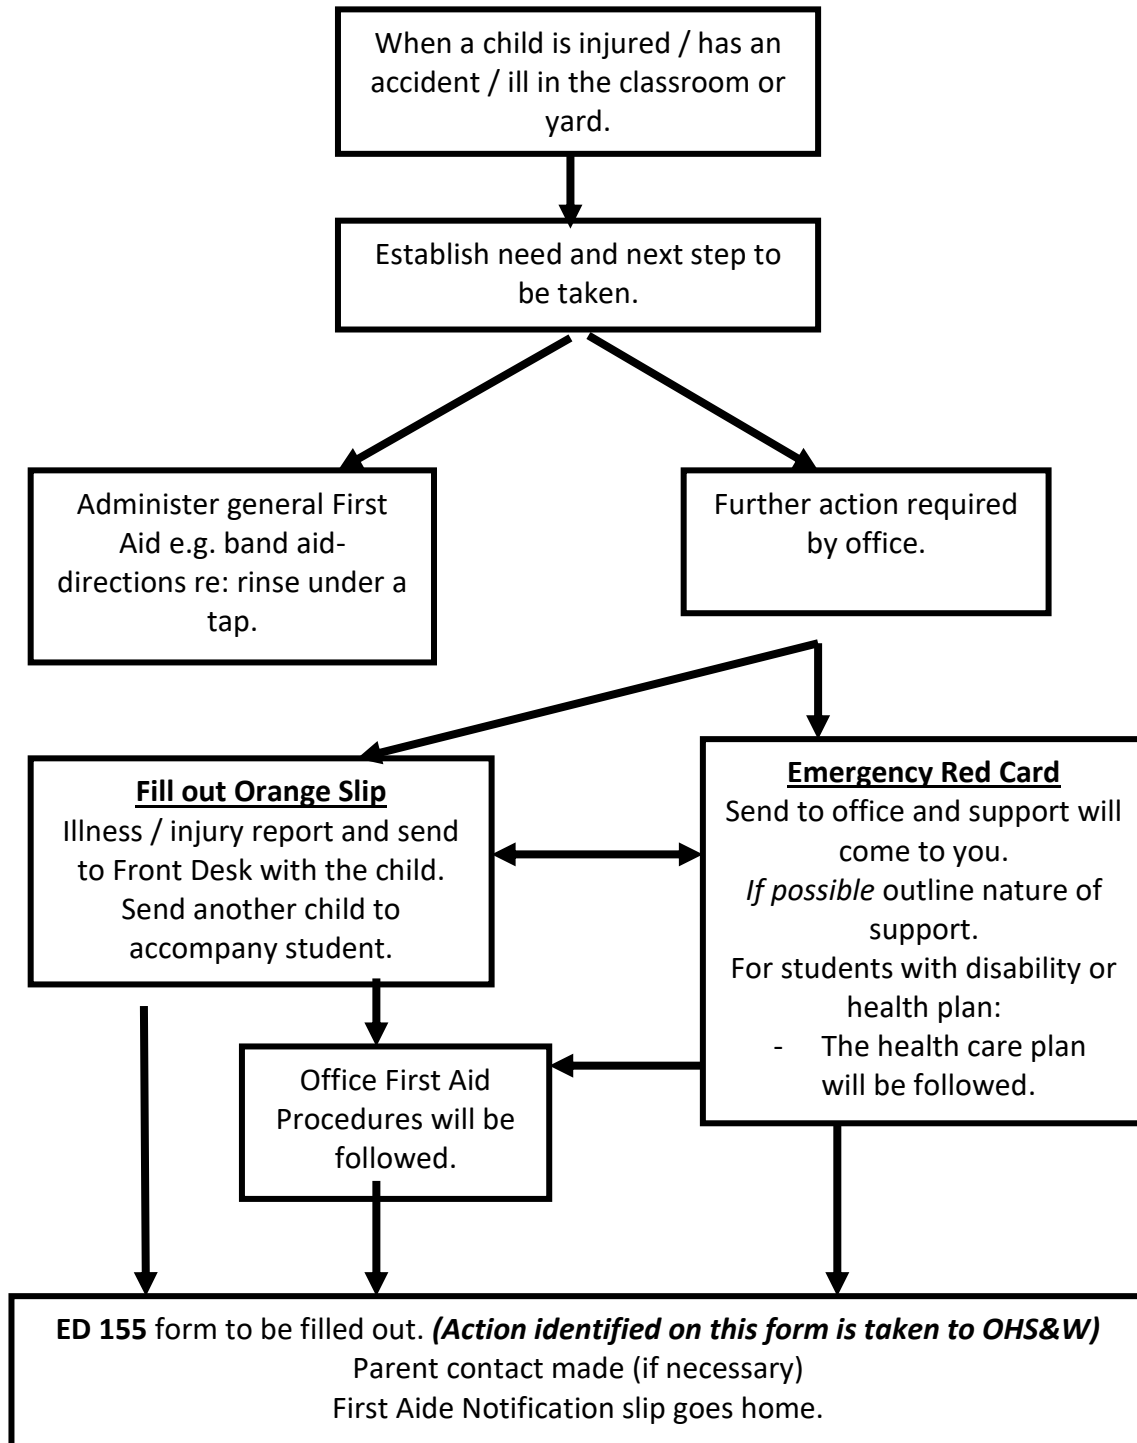 When a child is injured / has an
accident / ill in the classroom or
yard.
Establish need and next step to
be taken.
Administer general First
Aid e.g. band aid-
directions re: rinse under a
tap.
Further action required
by office.
Fill out Orange Slip
Illness / injury report and send
to Front Desk with the child.
Send another child to
accompany student.
Emergency Red Card
Send to office and support will
come to you.
If possible outline nature of
support.
For students with disability or
health plan:
- The health care plan
will be followed.
Office First Aid
Procedures will be
followed.
ED 155 form to be filled out. (Action identified on this form is taken to OHS&W)
Parent contact made (if necessary)
First Aide Notification slip goes home.